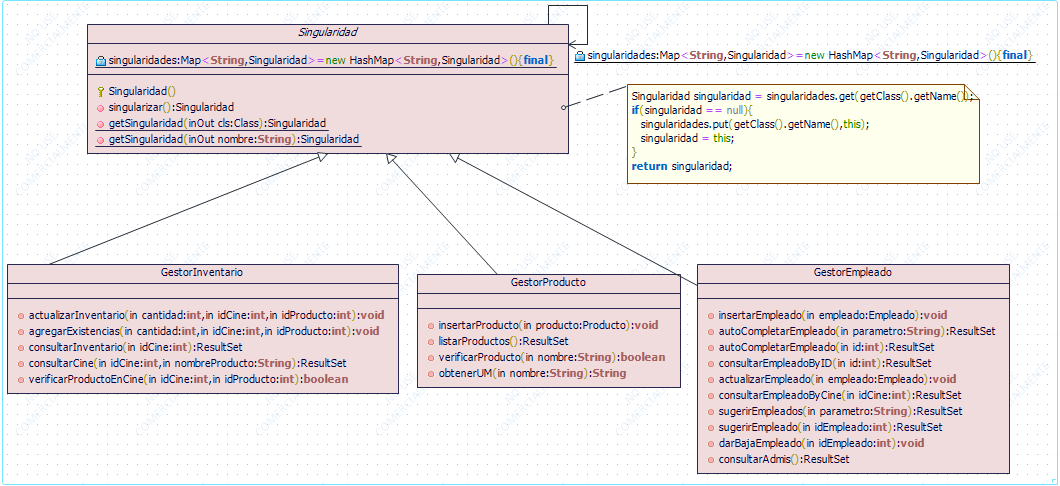 Singularidad
singularidades:Map<String,Singularidad>=new HashMap<String,Singularidad>(){final}
singularidades:Map<String,Singularidad>=new HashMap<String,Singularidad>(){final}
Singularidad()
singularizar():Singularidad
getSingularidad(inOut cls:Class):Singularidad
getSingularidad(inOut nombre:String):Singularidad
Singularidad singularidad = singularidades.get(getClass().getName());
if(singularidad == null){
singularidades.put(getClass().getName(),this);
singularidad = this;
}
return singularidad;
GestorInventario
actualizarInventario(in cantidad:int,in idCine:int,in idProducto:int):void
agregarExistencias(in cantidad:int,in idCine:int,in idProducto:int):void
consultarInventario(in idCine:int):ResultSet
consultarCine(in idCine:int,in nombreProducto:String):ResultSet
verificarProductoEnCine(in idCine:int,in idProducto:int):boolean
GestorProducto
insertarProducto(in producto:Producto):void
listarProductos():ResultSet
verificarProducto(in nombre:String):boolean
obtenerUM(in nombre:String):String
GestorEmpleado
insertarEmpleado(in empleado:Empleado):void
autoCompletarEmpleado(in parametro:String):ResultSet
autoCompletarEmpleado(in id:int):ResultSet
consultarEmpleadoByID(in id:int):ResultSet
actualizarEmpleado(in empleado:Empleado):void
consultarEmpleadoByCine(in idCine:int):ResultSet
sugerirEmpleados(in parametro:String):ResultSet
sugerirEmpleado(in idEmpleado:int):ResultSet
darBajaEmpleado(in idEmpleado:int):void
consultarAdmis():ResultSet